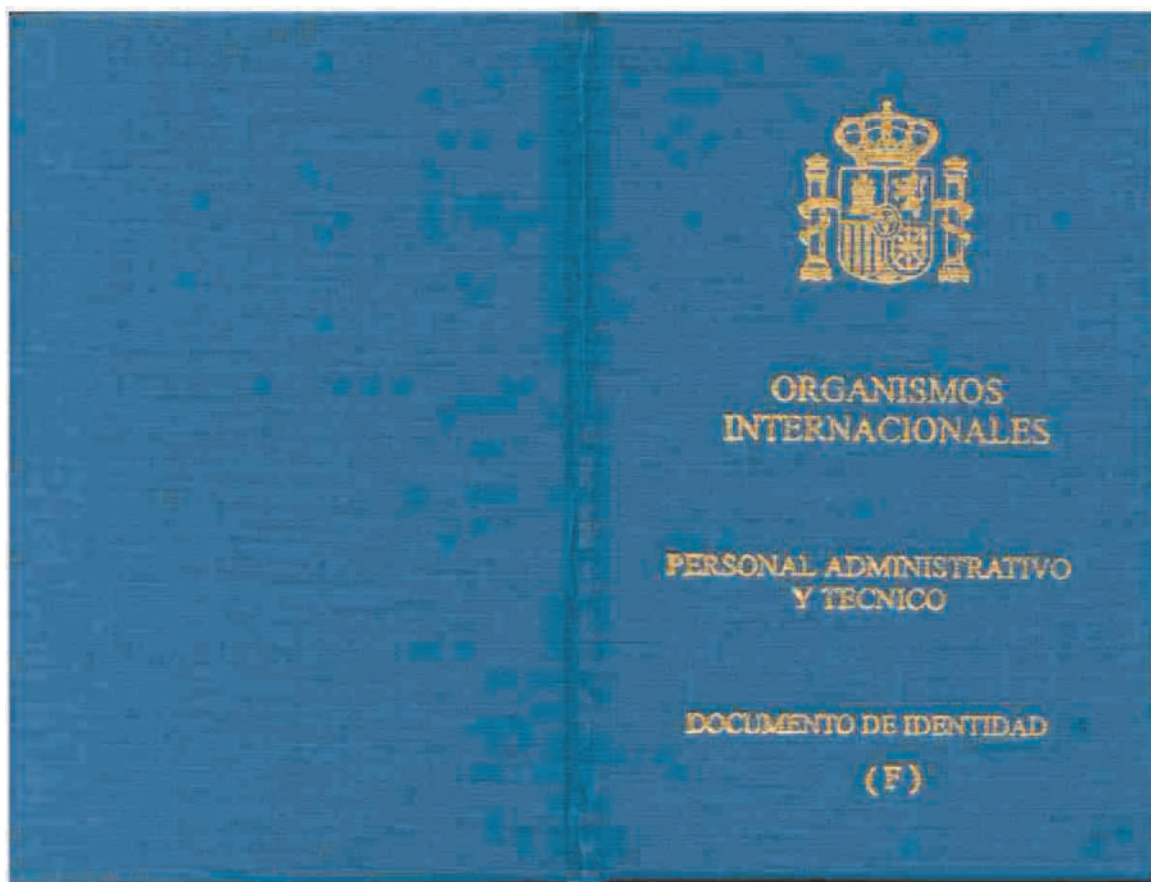 ORGANISMOS
INTERNACIONALES
PERSONAL ADMINISTRATIVO
Y TECNICO
DOCUMENTO DE IDENTIDAD
(F)